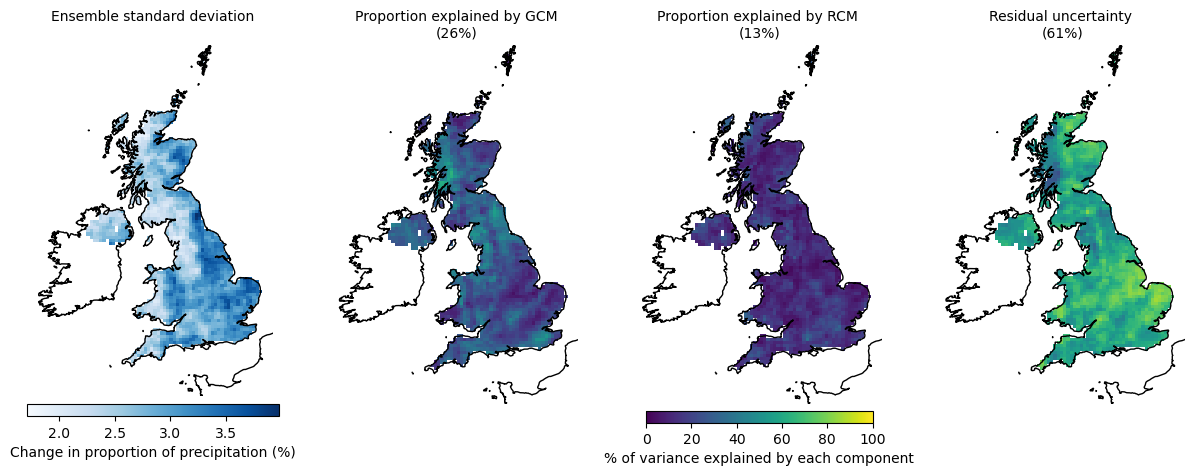 Ensemble standard deviation
Proportion explained by GCM
(26%)
Proportion explained by RCM
(13%)
Residual uncertainty
(61%)
2.0 2.5 3.0 3.5
Change in proportion of precipitation (%)
0 20 40 60 80 100
% of variance explained by each component